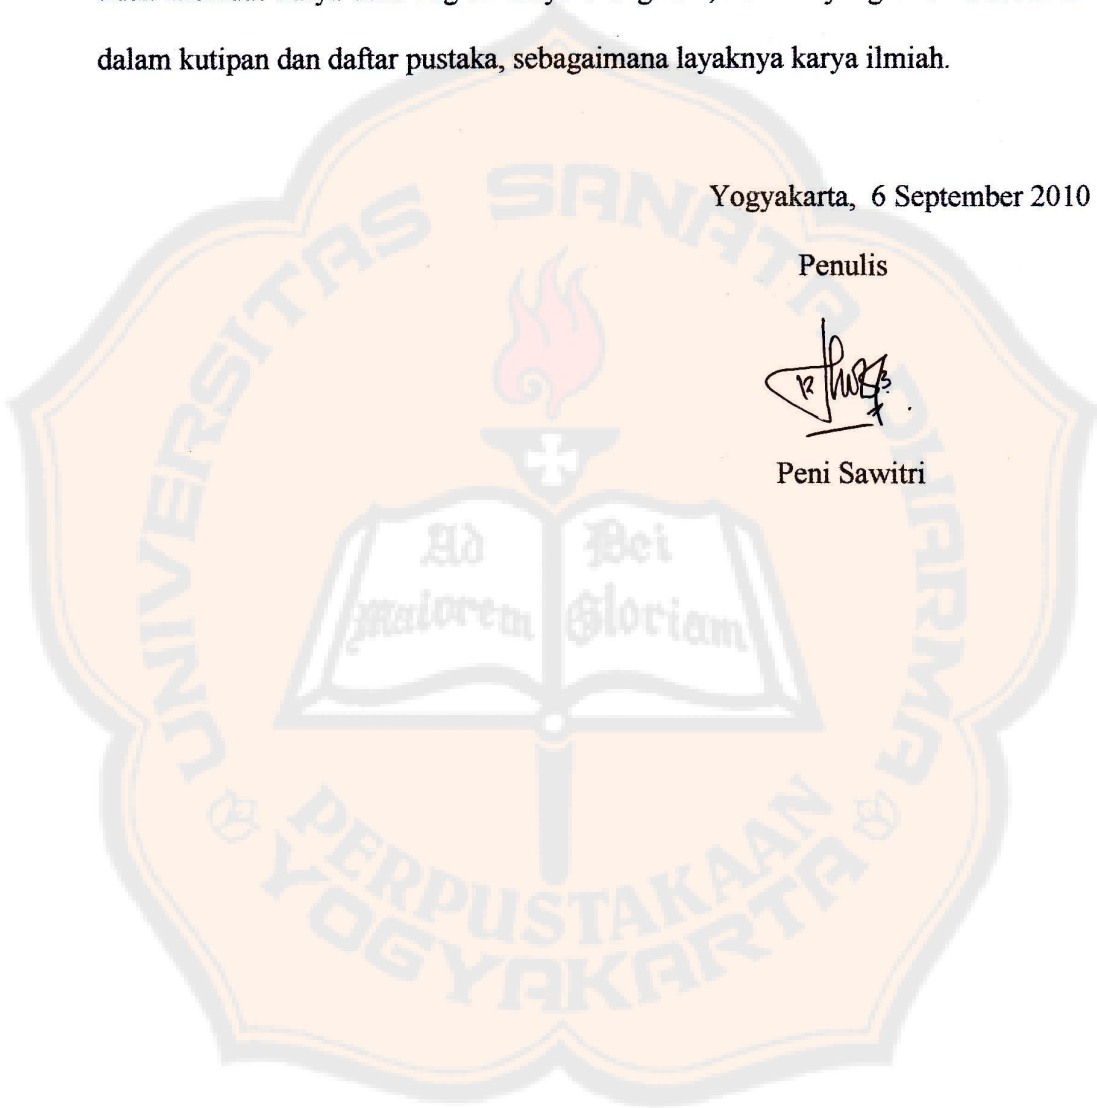 dalam kutipan dan daftar pustaka, sebagaimana layaknya karya ilmiah.
Yogyakarta, 6 September 2010
Penulis
Peni Sawitri
UNIVERSITAS SANATA DHARMA
Ad
Maiorem
Dei
Gloriam
PERPUSTAKAAN
YOGYAKARTA